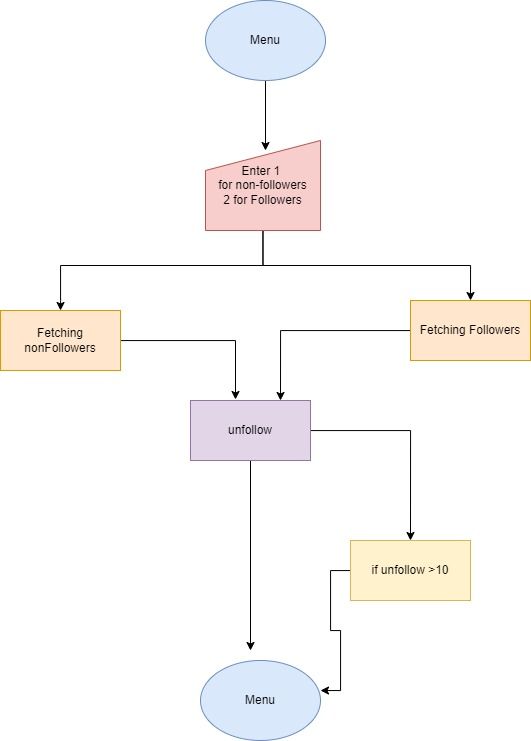 Menu
Enter 1
for non-followers
2 for Followers
Fetching
nonFollowers
Fetching Followers
unfollow
if unfollow >10
Menu